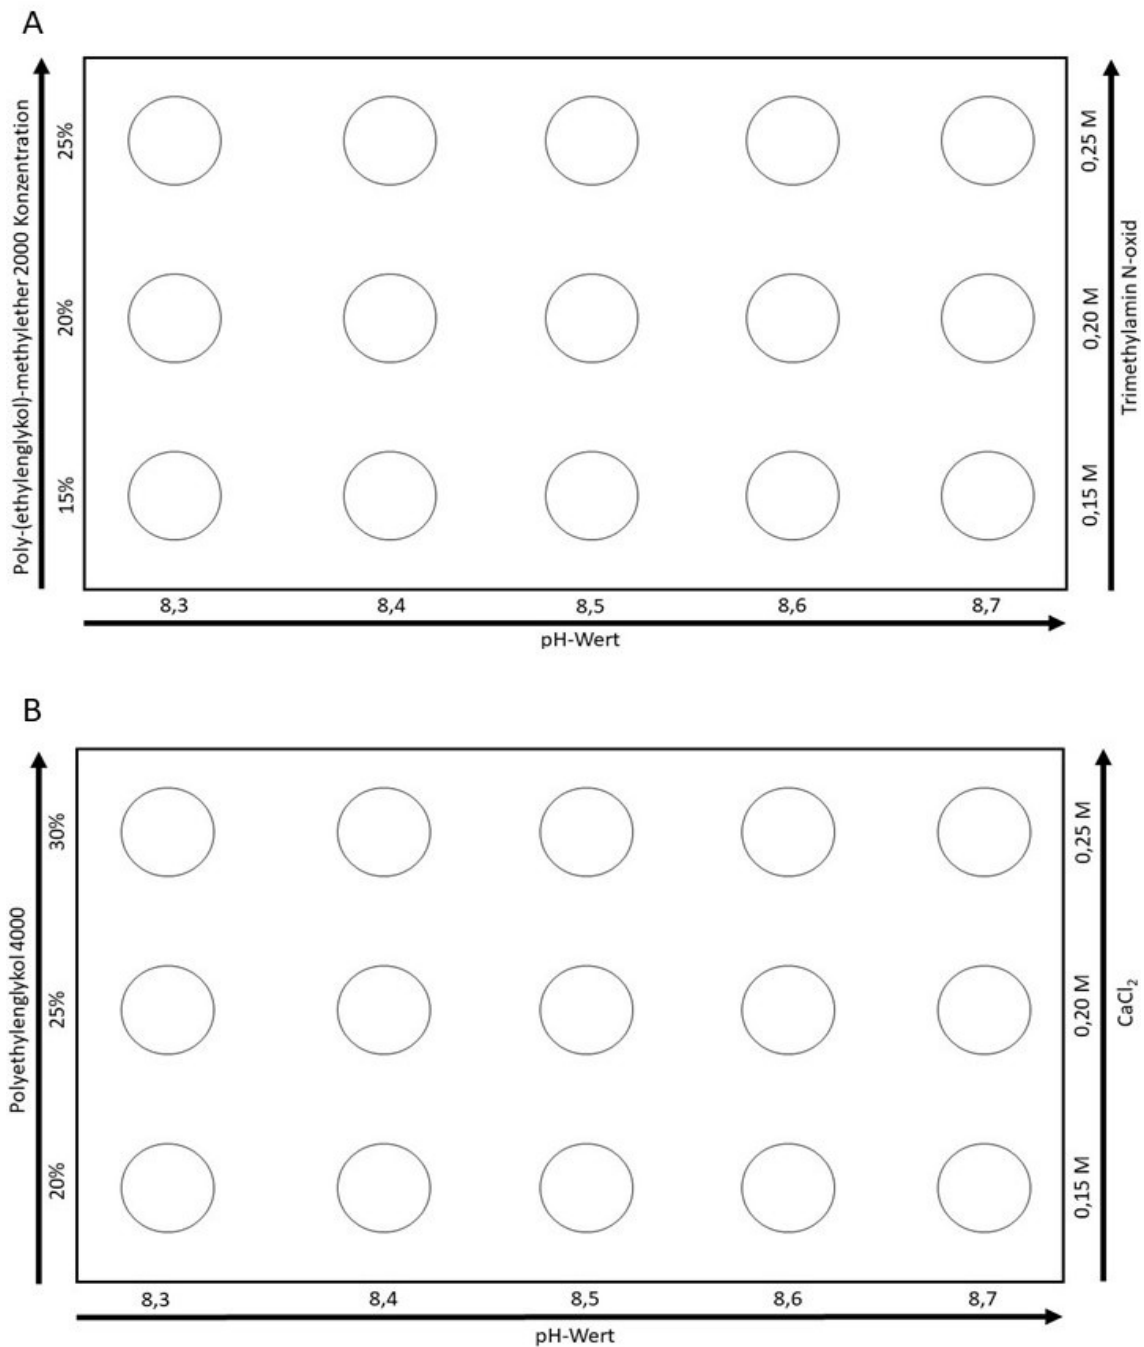 A
Poly-(ethylenglykol)-methylether 2000 Konzentration
25%
20%
15%
0,25 M
0,20 M
0,15 M
Trimethylamin N-oxid
8,3 8,4 8,5 8,6 8,7
pH-Wert
B
Polyethylenglykol 4000
30%
25%
20%
0,25 M
0,20 M
0,15 M
CaCl₂
8,3 8,4 8,5 8,6 8,7
pH-Wert